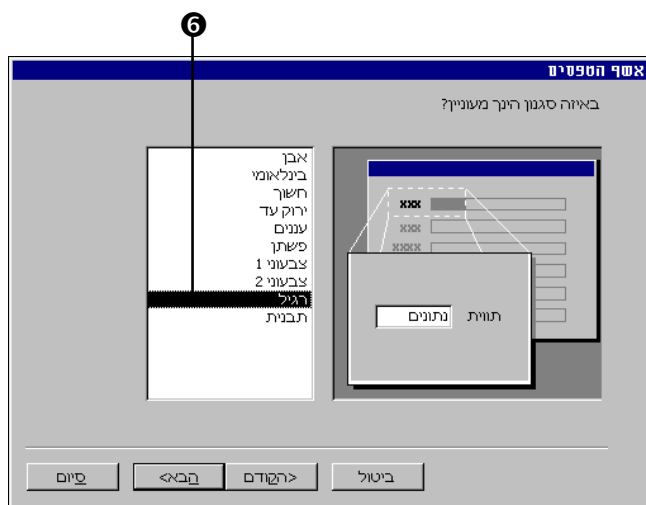 6
אשף הטפסים
באיזה סגנון הינך מעוניין?
אבן
בינלאומי
חשוך
ירוק עד
עננים
פשתן
צבעוני 1
צבעוני 2
רגיל
תבנית
xxx
xxx
xxxx
תווית נתונים
ביטול
<הקודם
הבא>
סיום